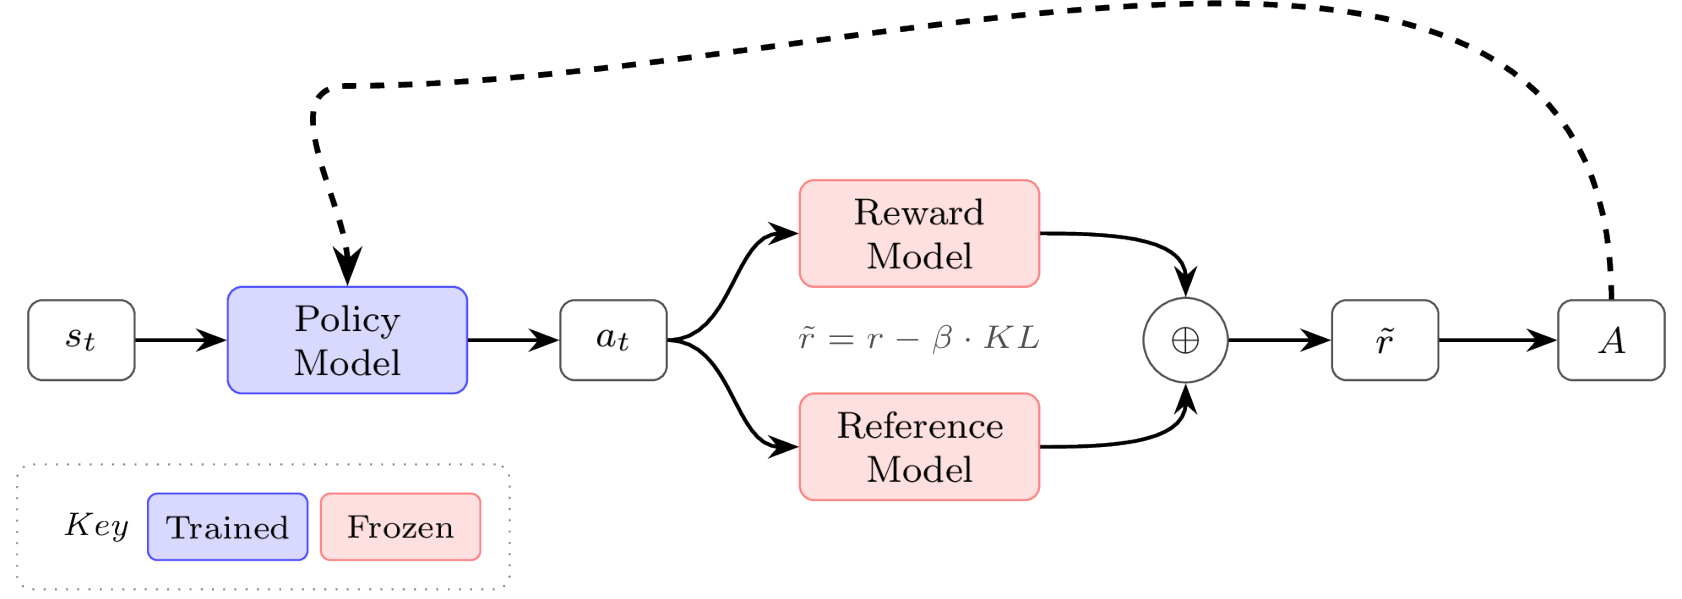 s_t
Policy
Model
a_t
Reward
Model
r̃ = r − β · KL
Reference
Model
⊕
r̃
A
Key
Trained
Frozen